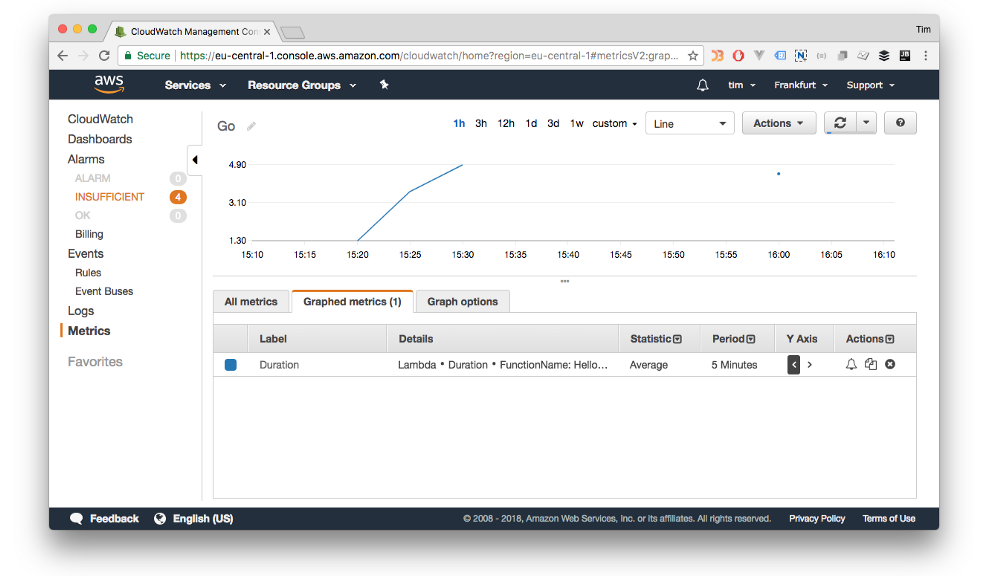 CloudWatch Management Con
Tim
Secure https://eu-central-1.console.aws.amazon.com/cloudwatch/home?region=eu-central-1#metricsV2:grap...
aws Services Resource Groups tim Frankfurt Support
CloudWatch
Dashboards
Alarms
ALARM 0
INSUFFICIENT 4
OK 0
Billing
Events
Rules
Event Buses
Logs
Metrics
Favorites
Go 1h 3h 12h 1d 3d 1w custom Line Actions ?
4.90
3.10
1.30
15:10 15:15 15:20 15:25 15:30 15:35 15:40 15:45 15:50 15:55 16:00 16:05 16:10
All metrics Graphed metrics (1) Graph options
Label Details Statistic Period Y Axis Actions
Duration Lambda • Duration • FunctionName: Hello... Average 5 Minutes < >
Feedback English (US) © 2008 - 2018, Amazon Web Services, Inc. or its affiliates. All rights reserved. Privacy Policy Terms of Use